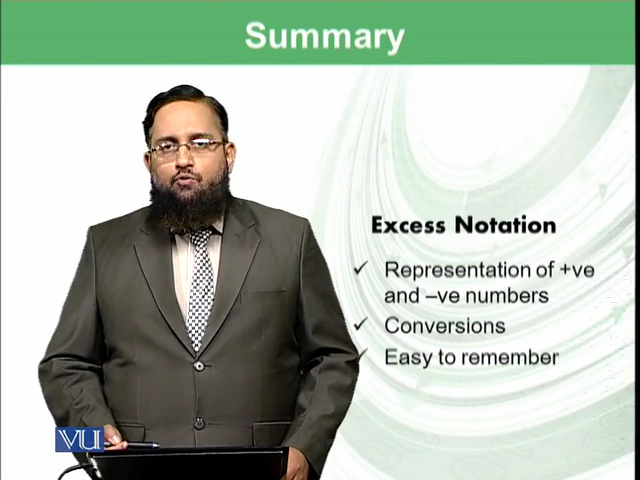 Summary
Excess Notation
✓ Representation of +ve
and –ve numbers
✓ Conversions
✓ Easy to remember
VU